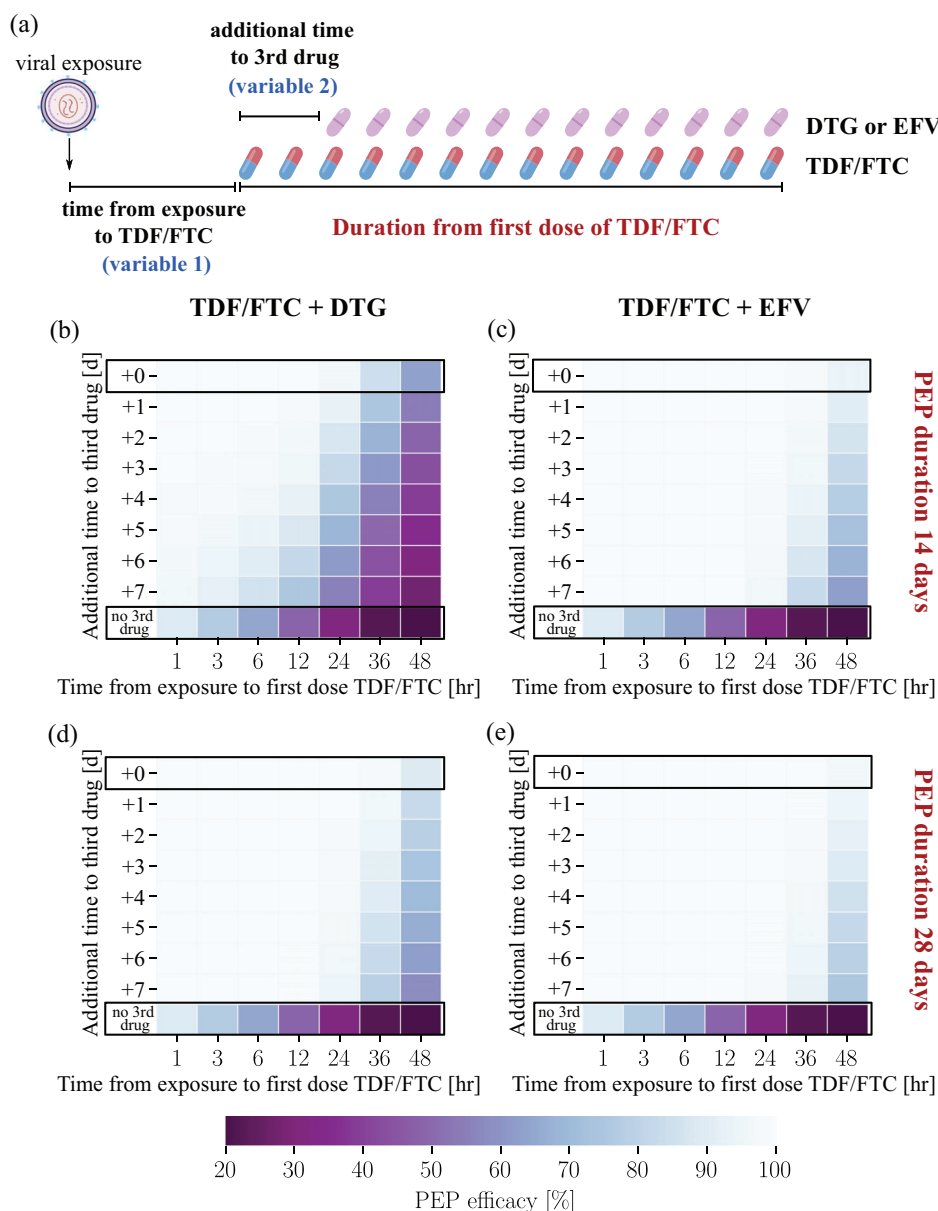 (a)
viral exposure
additional time
to 3rd drug
(variable 2)
DTG or EFV
TDF/FTC
time from exposure
to TDF/FTC
(variable 1)
Duration from first dose of TDF/FTC
TDF/FTC + DTG
TDF/FTC + EFV
(b)
Additional time to third drug [d]
+0
+1
+2
+3
+4
+5
+6
+7
no 3rd
drug
1 3 6 12 24 36 48
Time from exposure to first dose TDF/FTC [hr]
(c)
Additional time to third drug [d]
+0
+1
+2
+3
+4
+5
+6
+7
no 3rd
drug
1 3 6 12 24 36 48
Time from exposure to first dose TDF/FTC [hr]
PEP duration 14 days
(d)
Additional time to third drug [d]
+0
+1
+2
+3
+4
+5
+6
+7
no 3rd
drug
1 3 6 12 24 36 48
Time from exposure to first dose TDF/FTC [hr]
(e)
Additional time to third drug [d]
+0
+1
+2
+3
+4
+5
+6
+7
no 3rd
drug
1 3 6 12 24 36 48
Time from exposure to first dose TDF/FTC [hr]
PEP duration 28 days
20 30 40 50 60 70 80 90 100
PEP efficacy [%]